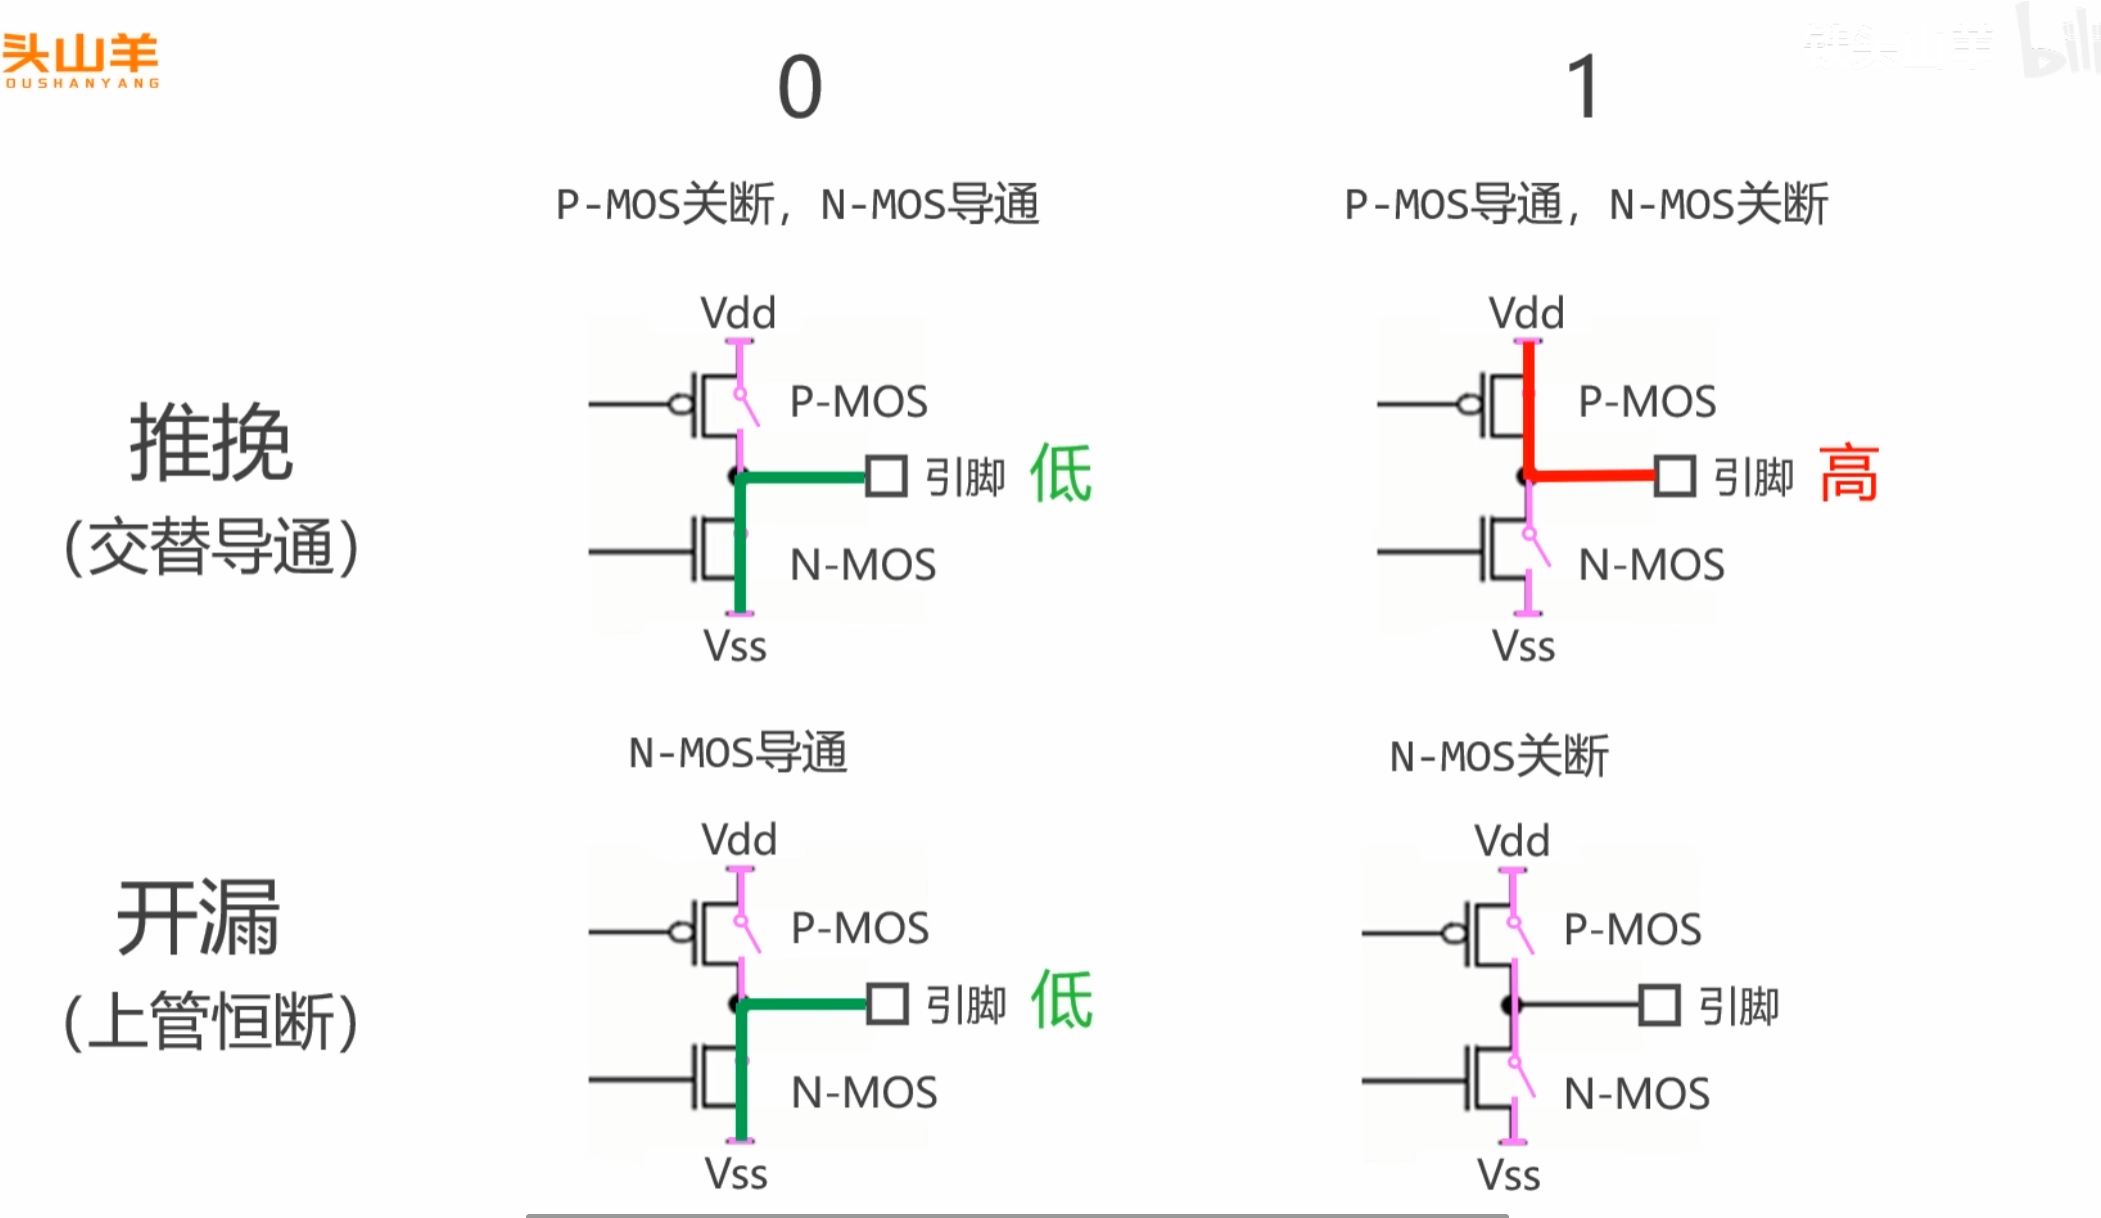 头山羊
OUSHANYANG
0
1
P-MOS关断，N-MOS导通
P-MOS导通，N-MOS关断
推挽
(交替导通)
Vdd
P-MOS
引脚 低
N-MOS
Vss
Vdd
P-MOS
引脚 高
N-MOS
Vss
N-MOS导通
N-MOS关断
开漏
(上管恒断)
Vdd
P-MOS
引脚 低
N-MOS
Vss
Vdd
P-MOS
引脚
N-MOS
Vss